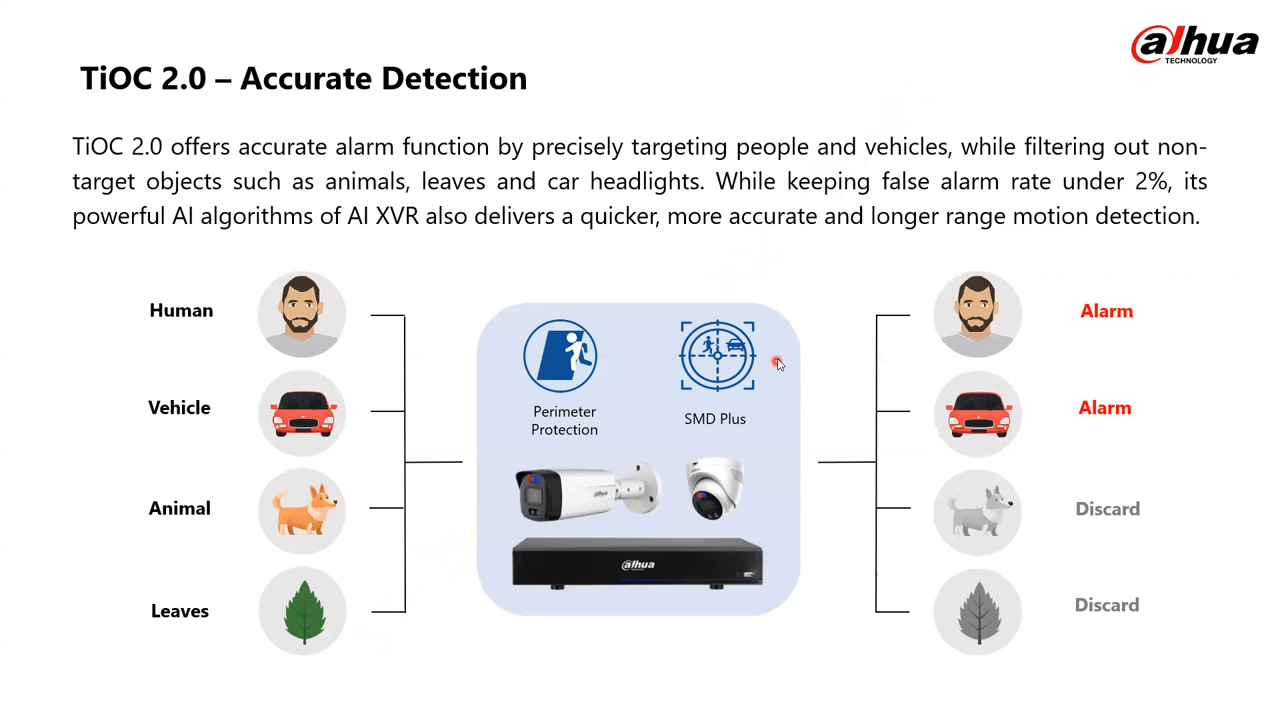 alhua
TECHNOLOGY
TiOC 2.0 – Accurate Detection
TiOC 2.0 offers accurate alarm function by precisely targeting people and vehicles, while filtering out non-
target objects such as animals, leaves and car headlights. While keeping false alarm rate under 2%, its
powerful AI algorithms of AI XVR also delivers a quicker, more accurate and longer range motion detection.
Human
Vehicle
Animal
Leaves
Perimeter
Protection
SMD Plus
alhua
Alarm
Alarm
Discard
Discard